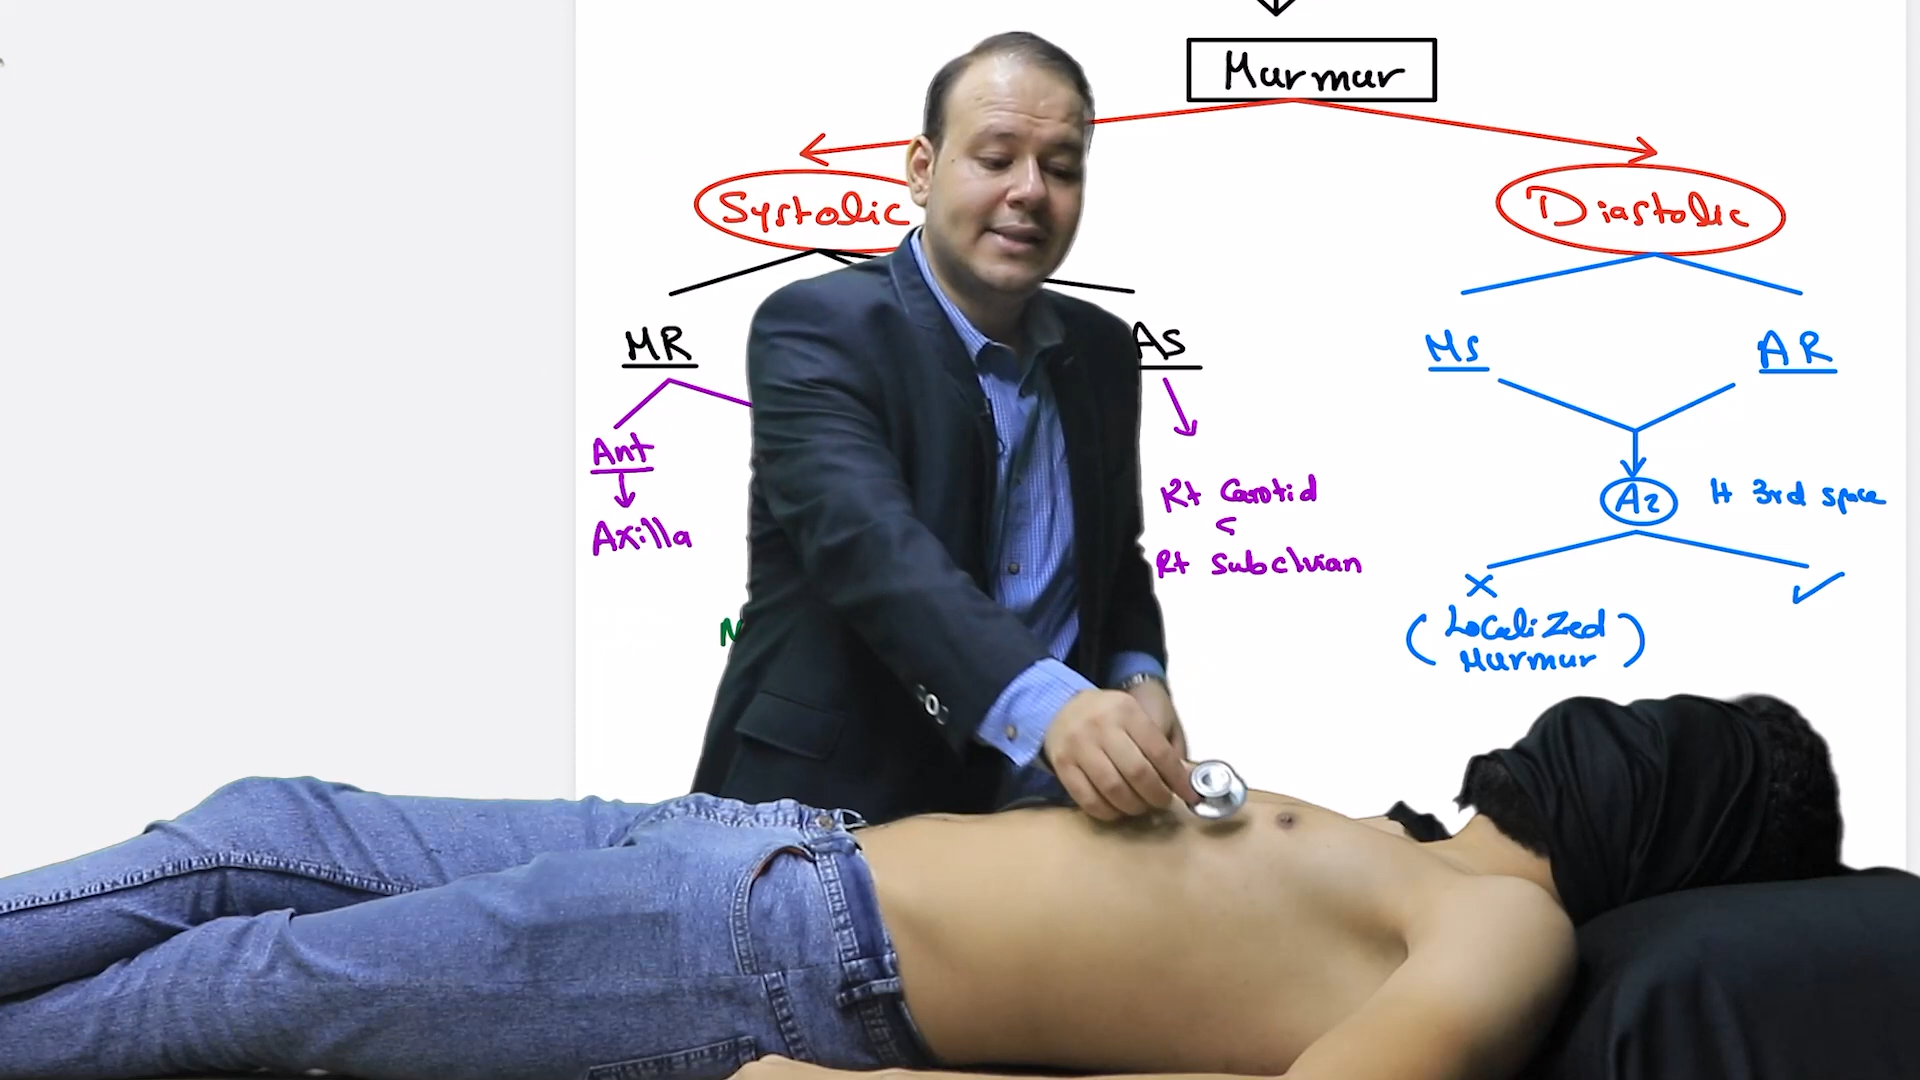 Murmur
Systolic
Diastolic
MR
AS
MS
AR
Ant
Axilla
Rt Carotid
Rt Subclvian
A2
Lt 3rd space
(Localized
Murmur)